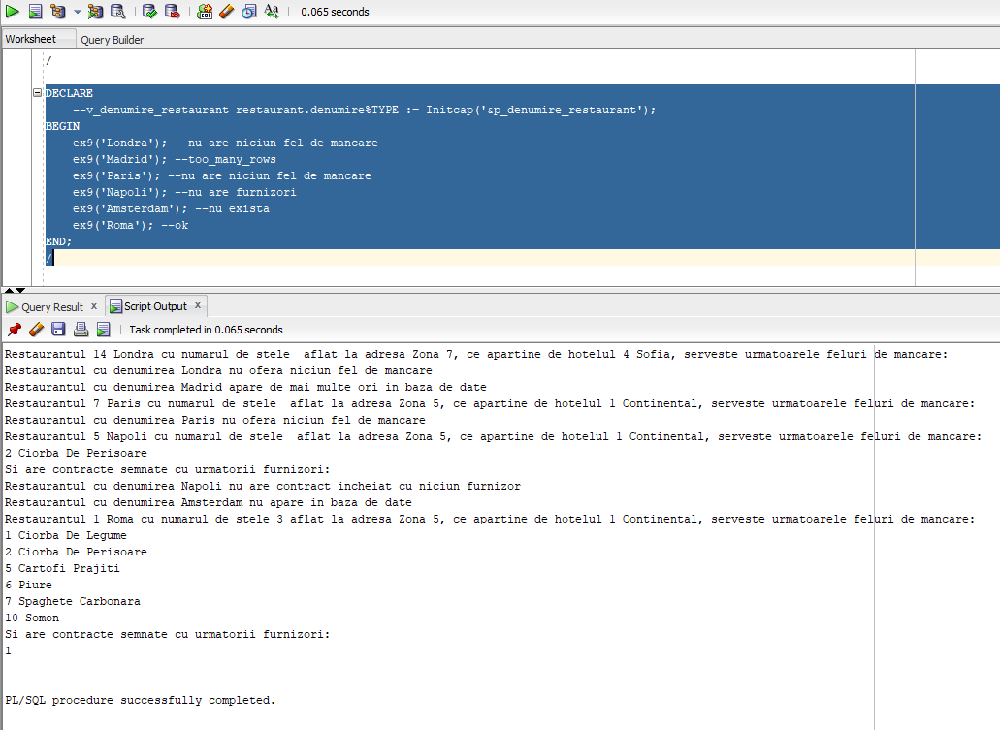 0.065 seconds
Worksheet Query Builder
/
DECLARE
--v_denumire_restaurant restaurant.denumire%TYPE := Initcap('&p_denumire_restaurant');
BEGIN
ex9('Londra'); --nu are niciun fel de mancare
ex9('Madrid'); --too_many_rows
ex9('Paris'); --nu are niciun fel de mancare
ex9('Napoli'); --nu are furnizori
ex9('Amsterdam'); --nu exista
ex9('Roma'); --ok
END;
/
Query Result x Script Output x
Task completed in 0.065 seconds
Restaurantul 14 Londra cu numarul de stele  aflat la adresa Zona 7, ce apartine de hotelul 4 Sofia, serveste urmatoarele feluri de mancare:
Restaurantul cu denumirea Londra nu ofera niciun fel de mancare
Restaurantul cu denumirea Madrid apare de mai multe ori in baza de date
Restaurantul 7 Paris cu numarul de stele  aflat la adresa Zona 5, ce apartine de hotelul 1 Continental, serveste urmatoarele feluri de mancare:
Restaurantul cu denumirea Paris nu ofera niciun fel de mancare
Restaurantul 5 Napoli cu numarul de stele  aflat la adresa Zona 5, ce apartine de hotelul 1 Continental, serveste urmatoarele feluri de mancare:
2 Ciorba De Perisoare
Si are contracte semnate cu urmatorii furnizori:
Restaurantul cu denumirea Napoli nu are contract incheiat cu niciun furnizor
Restaurantul cu denumirea Amsterdam nu apare in baza de date
Restaurantul 1 Roma cu numarul de stele 3 aflat la adresa Zona 5, ce apartine de hotelul 1 Continental, serveste urmatoarele feluri de mancare:
1 Ciorba De Legume
2 Ciorba De Perisoare
5 Cartofi Prajiti
6 Piure
7 Spaghete Carbonara
10 Somon
Si are contracte semnate cu urmatorii furnizori:
1
PL/SQL procedure successfully completed.